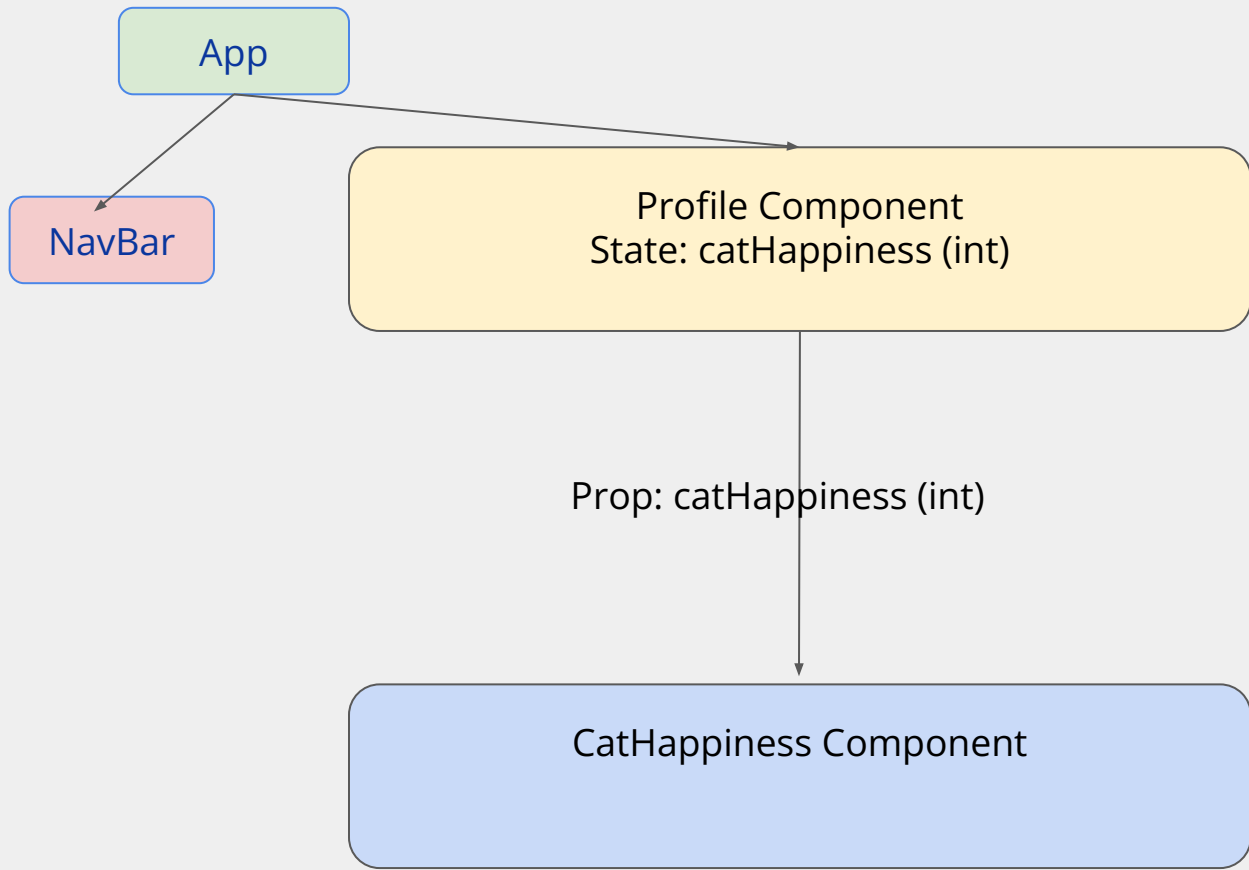 App
NavBar
Profile Component
State: catHappiness (int)
Prop: catHappiness (int)
CatHappiness Component